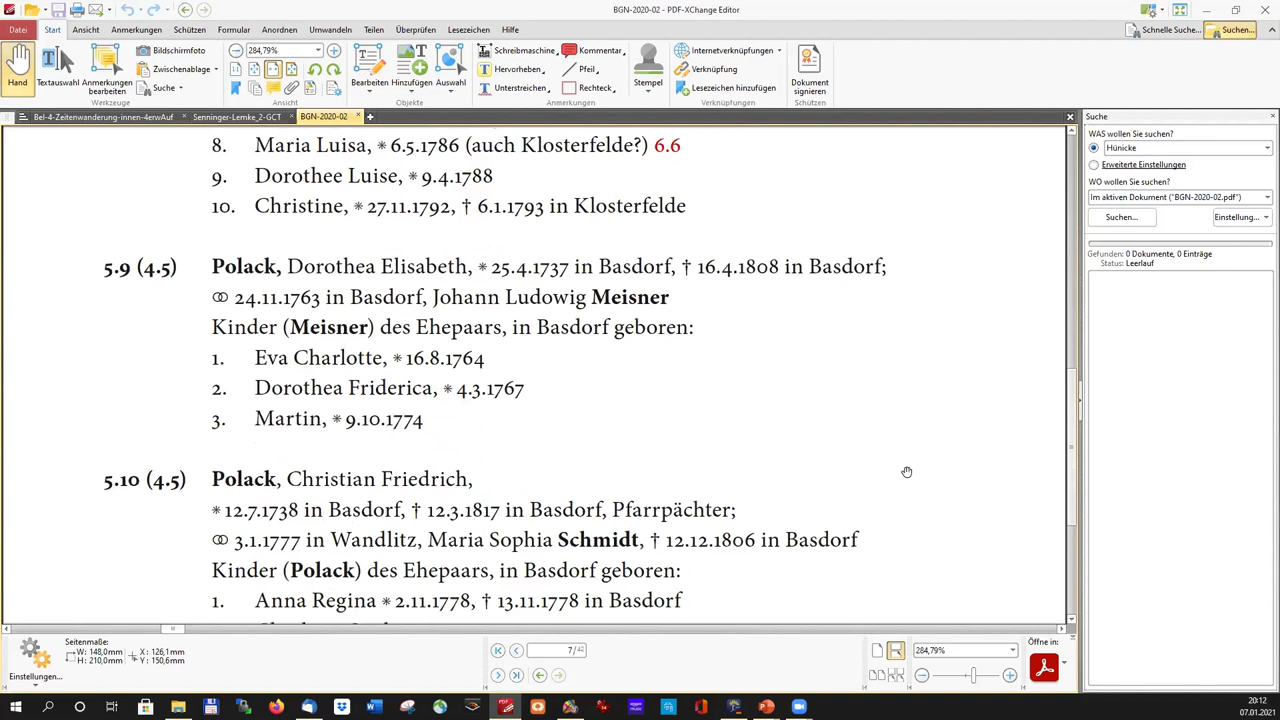 BGN-2020-02 - PDF-XChange Editor
Datei Start Ansicht Anmerkungen Schützen Formular Anordnen Umwandeln Teilen Überprüfen Lesezeichen Hilfe
Schnelle Suche... Suchen...
Hand
Textauswahl
Anmerkungen bearbeiten
Bildschirmfoto
Zwischenablage
Suche
Werkzeuge
284,79%
Ansicht
Bearbeiten
Hinzufügen
Auswahl
Objekte
Schreibmaschine
Hervorheben
Unterstreichen
Kommentar
Pfeil
Rechteck
Stempel
Anmerkungen
Internetverknüpfungen
Verknüpfung
Lesezeichen hinzufügen
Verknüpfungen
Dokument signieren
Schützen
Bel-4-Zeitenwanderung-innen-4erwAuf × Senninger-Lemke_2-GCT × BGN-2020-02 ×
8. Maria Luisa, * 6.5.1786 (auch Klosterfelde?) 6.6
9. Dorothee Luise, * 9.4.1788
10. Christine, * 27.11.1792, † 6.1.1793 in Klosterfelde
5.9 (4.5) Polack, Dorothea Elisabeth, * 25.4.1737 in Basdorf, † 16.4.1808 in Basdorf;
⚭ 24.11.1763 in Basdorf, Johann Ludowig Meisner
Kinder (Meisner) des Ehepaars, in Basdorf geboren:
1. Eva Charlotte, * 16.8.1764
2. Dorothea Friderica, * 4.3.1767
3. Martin, * 9.10.1774
5.10 (4.5) Polack, Christian Friedrich,
* 12.7.1738 in Basdorf, † 12.3.1817 in Basdorf, Pfarrpächter;
⚭ 3.1.1777 in Wandlitz, Maria Sophia Schmidt, † 12.12.1806 in Basdorf
Kinder (Polack) des Ehepaars, in Basdorf geboren:
1. Anna Regina * 2.11.1778, † 13.11.1778 in Basdorf
Suche
WAS wollen Sie suchen?
Hünicke
Erweiterte Einstellungen
WO wollen Sie suchen?
Im aktiven Dokument ("BGN-2020-02.pdf")
Suchen... Einstellung...
Gefunden: 0 Dokumente, 0 Einträge
Status: Leerlauf
Einstellungen...
Seitenmaße:
W: 148,0mm X: 126,1mm
H: 210,0mm Y: 150,6mm
7/42
284,79%
Öffne in:
20:12
07.01.2021